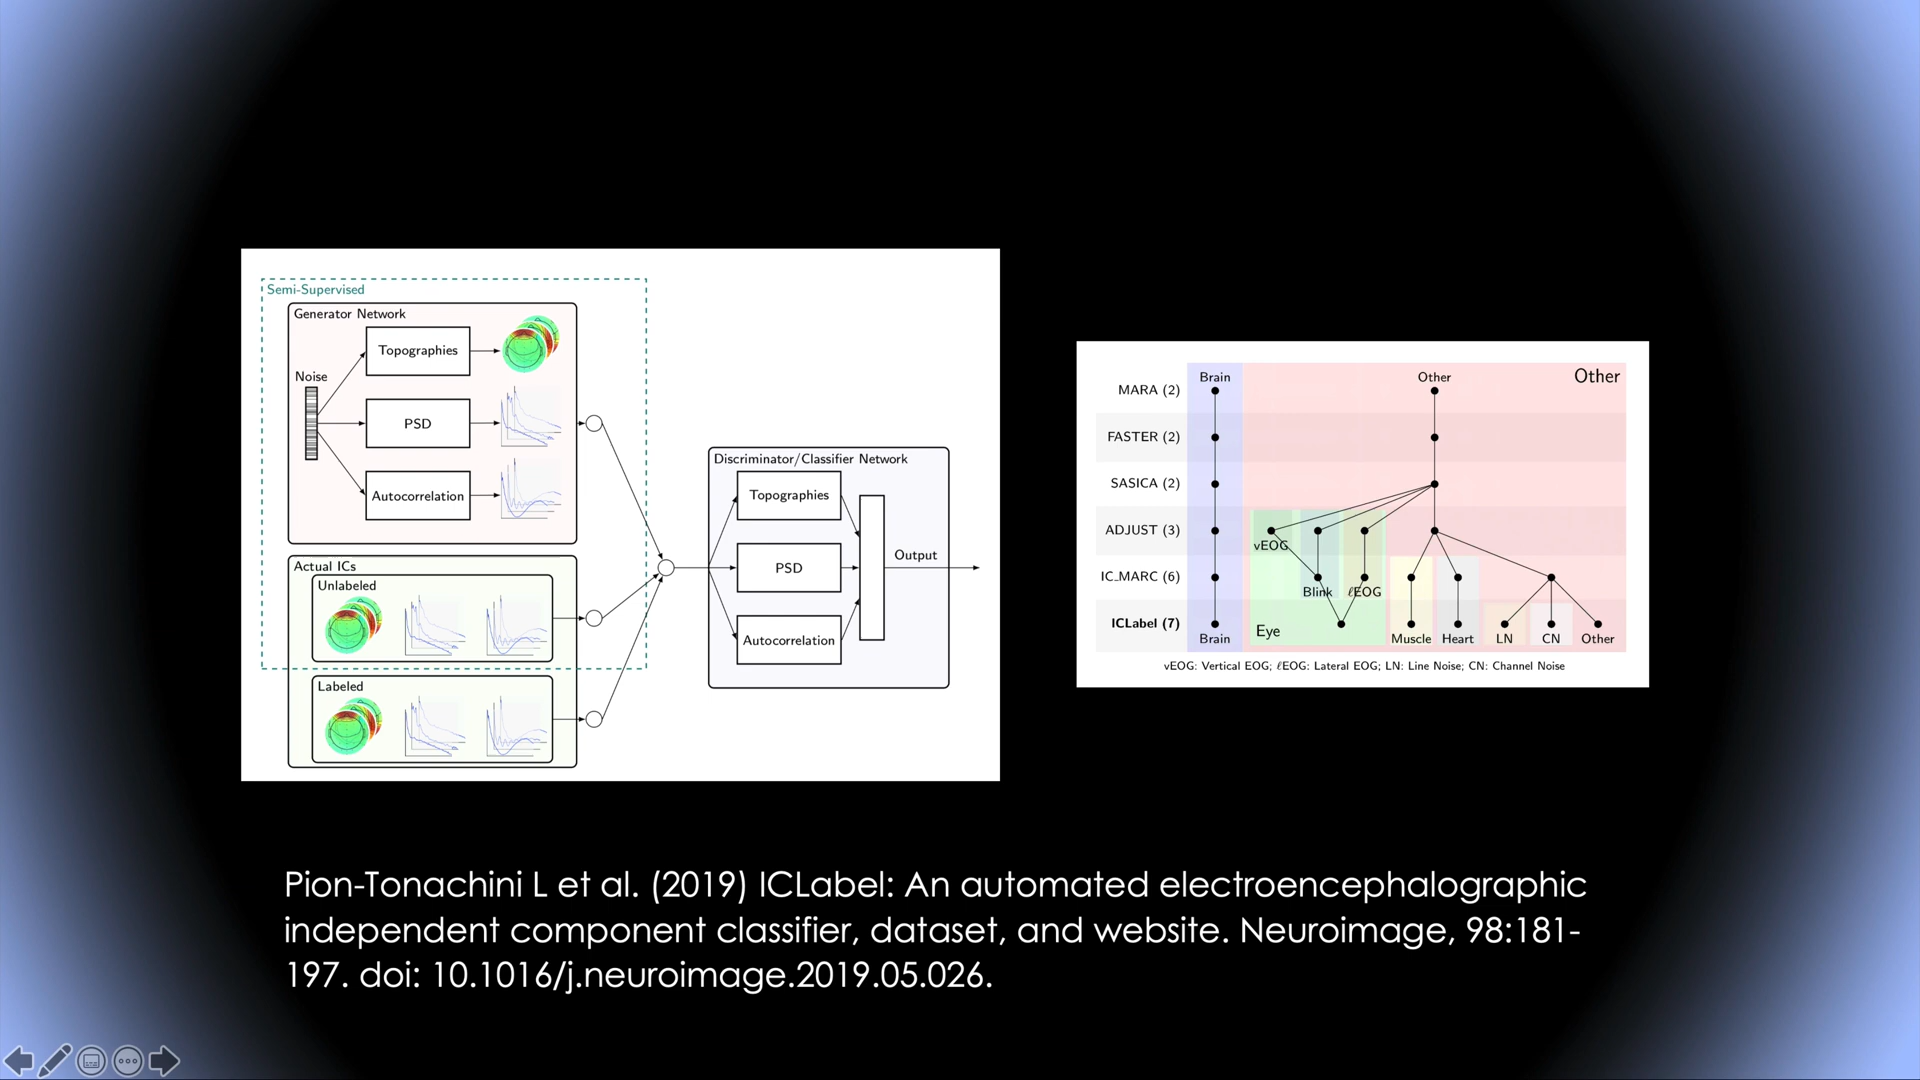 Semi-Supervised
Generator Network
Topographies
Noise
PSD
Autocorrelation
Actual ICs
Unlabeled
Labeled
Discriminator/Classifier Network
Topographies
PSD
Autocorrelation
Output
Other
Brain
Other
MARA (2)
FASTER (2)
SASICA (2)
ADJUST (3)
vEOG
IC_MARC (6)
Blink
ℓEOG
ICLabel (7)
Brain
Eye
Muscle
Heart
LN
CN
Other
vEOG: Vertical EOG; ℓEOG: Lateral EOG; LN: Line Noise; CN: Channel Noise
Pion-Tonachini L et al. (2019) ICLabel: An automated electroencephalographic
independent component classifier, dataset, and website. Neuroimage, 98:181-
197. doi: 10.1016/j.neuroimage.2019.05.026.